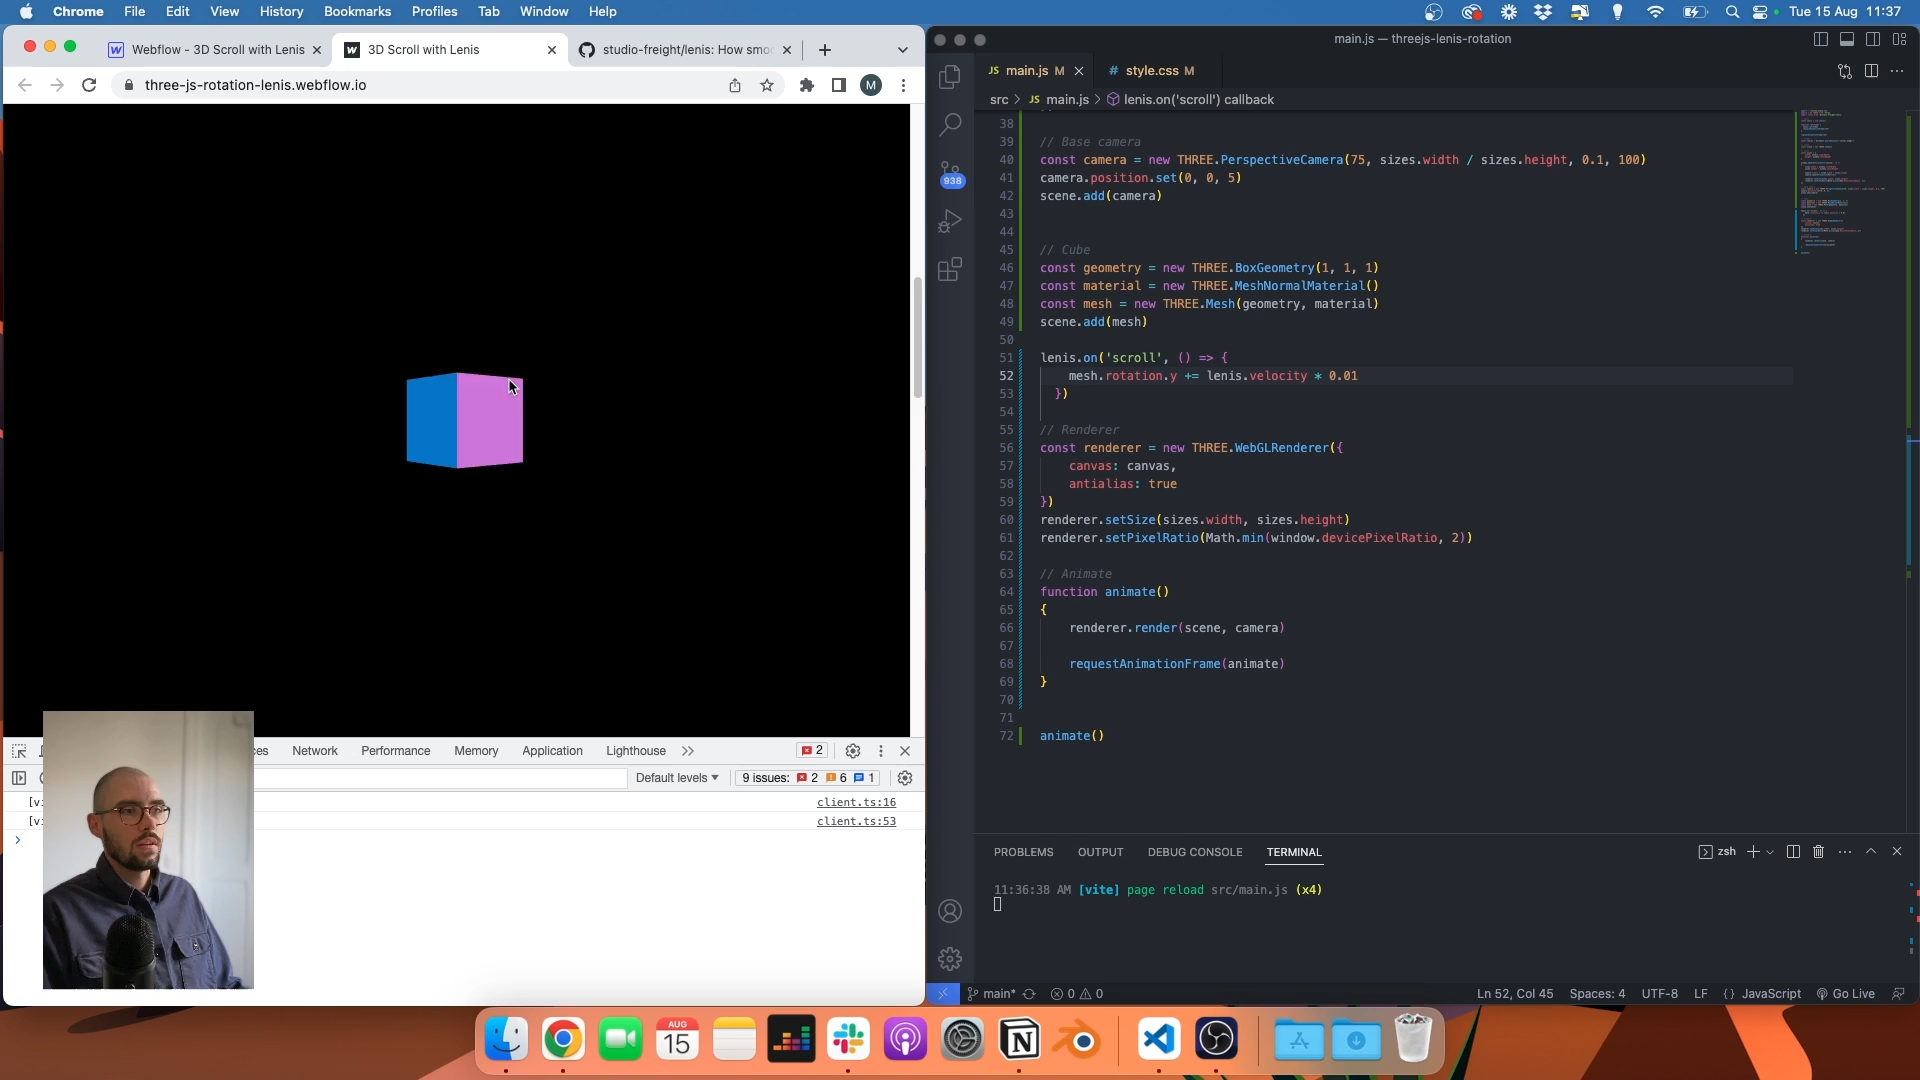 Chrome File Edit View History Bookmarks Profiles Tab Window Help
Tue 15 Aug 11:37
Webflow - 3D Scroll with Lenis
3D Scroll with Lenis
studio-freight/lenis: How smoo
three-js-rotation-lenis.webflow.io
M
main.js — threejs-lenis-rotation
JS main.js M
# style.css M
src > JS main.js > lenis.on('scroll') callback
938
38
39 // Base camera
40 const camera = new THREE.PerspectiveCamera(75, sizes.width / sizes.height, 0.1, 100)
41 camera.position.set(0, 0, 5)
42 scene.add(camera)
43
44
45 // Cube
46 const geometry = new THREE.BoxGeometry(1, 1, 1)
47 const material = new THREE.MeshNormalMaterial()
48 const mesh = new THREE.Mesh(geometry, material)
49 scene.add(mesh)
50
51 lenis.on('scroll', () => {
52 mesh.rotation.y += lenis.velocity * 0.01
53 })
54
55 // Renderer
56 const renderer = new THREE.WebGLRenderer({
57 canvas: canvas,
58 antialias: true
59 })
60 renderer.setSize(sizes.width, sizes.height)
61 renderer.setPixelRatio(Math.min(window.devicePixelRatio, 2))
62
63 // Animate
64 function animate()
65 {
66 renderer.render(scene, camera)
67
68 requestAnimationFrame(animate)
69 }
70
71
72 animate()
Network Performance Memory Application Lighthouse >> 2
Default levels 9 issues: 2 6 1
client.ts:16
client.ts:53
PROBLEMS OUTPUT DEBUG CONSOLE TERMINAL
zsh
11:36:38 AM [vite] page reload src/main.js (x4)
main* 0 0
Ln 52, Col 45 Spaces: 4 UTF-8 LF {} JavaScript Go Live
AUG
15